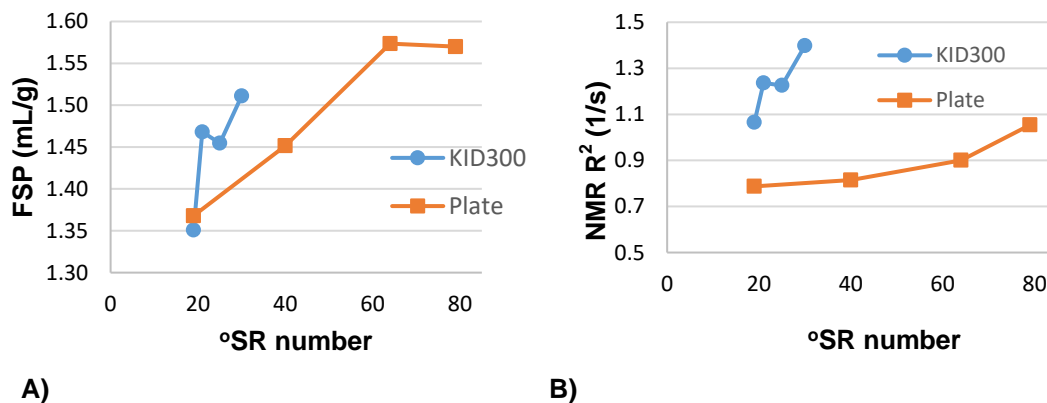 FSP (mL/g)
1.60
1.55
1.50
1.45
1.40
1.35
1.30
0 20 40 60 80
ºSR number
KID300
Plate
A)
NMR R² (1/s)
1.5
1.3
1.1
0.9
0.7
0.5
0 20 40 60 80
ºSR number
KID300
Plate
B)